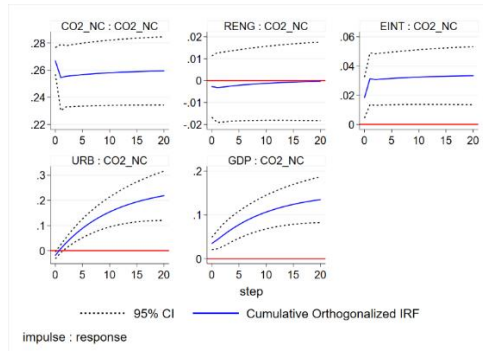 CO2_NC : CO2_NC
RENG : CO2_NC
EINT : CO2_NC
.28
.26
.24
.22
0 5 10 15 20
.02
.01
0
-.01
-.02
0 5 10 15 20
.06
.04
.02
0
0 5 10 15 20
URB : CO2_NC
GDP : CO2_NC
.3
.2
.1
0
0 5 10 15 20
.2
.1
0
0 5 10 15 20
step
95% CI
Cumulative Orthogonalized IRF
impulse : response